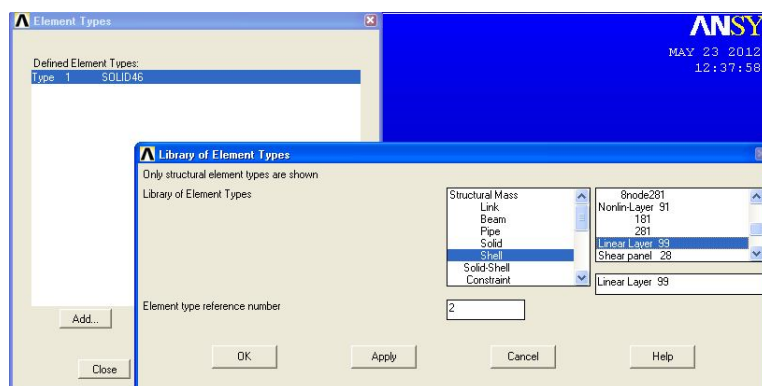 Element Types
Defined Element Types:
Type 1 SOLID46
Add...
Close
ANSY
MAY 23 2012
12:37:58
Library of Element Types
Only structural element types are shown
Library of Element Types
Structural Mass
Link
Beam
Pipe
Solid
Shell
Solid-Shell
Constraint
8node281
Nonlin-Layer 91
181
281
Linear Layer 99
Shear panel 28
Linear Layer 99
Element type reference number
2
OK
Apply
Cancel
Help